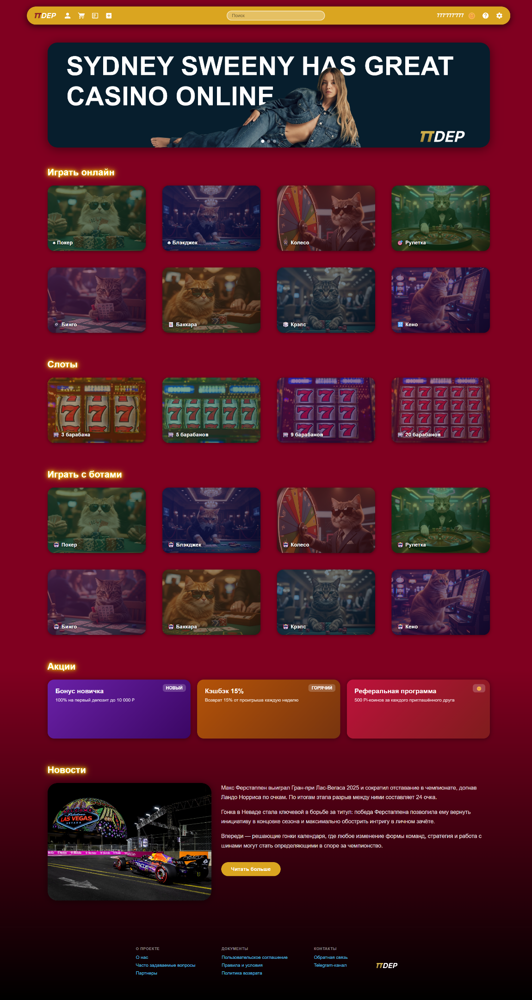 ΠDEP
Поиск
777'777'777
SYDNEY SWEENY HAS GREAT
CASINO ONLINE
ΠDEP
Играть онлайн
♠ Покер
♣ Блэкджек
Колесо
Рулетка
Бинго
Баккара
Крэпс
Кено
Слоты
3 барабана
5 барабанов
9 барабанов
20 барабанов
Играть с ботами
Покер
Блэкджек
Колесо
Рулетка
Бинго
Баккара
Крэпс
Кено
Акции
Бонус новичка
НОВЫЙ
100% на первый депозит до 10 000 ₽
Кэшбэк 15%
ГОРЯЧИЙ
Возврат 15% от проигрыша каждую неделю
Реферальная программа
500 Pi-коинов за каждого приглашённого друга
Новости
WELCOME
TO Fabulous
LAS VEGAS
NEVADA
T Mobile
ORACLE
ORACLE
Макс Ферстаппен выиграл Гран-при Лас-Вегаса 2025 и сократил отставание в чемпионате, догнав
Ландо Норриса по очкам. По итогам этапа разрыв между ними составляет 24 очка.
Гонка в Неваде стала ключевой в борьбе за титул: победа Ферстаппена позволила ему вернуть
инициативу в концовке сезона и максимально обострить интригу в личном зачёте.
Впереди — решающие гонки календаря, где любое изменение формы команд, стратегия и работа с
шинами могут стать определяющими в споре за чемпионство.
Читать больше
О ПРОЕКТЕ
О нас
Часто задаваемые вопросы
Партнеры
ДОКУМЕНТЫ
Пользовательское соглашение
Правила и условия
Политика возврата
КОНТАКТЫ
Обратная связь
Telegram-канал
ΠDEP